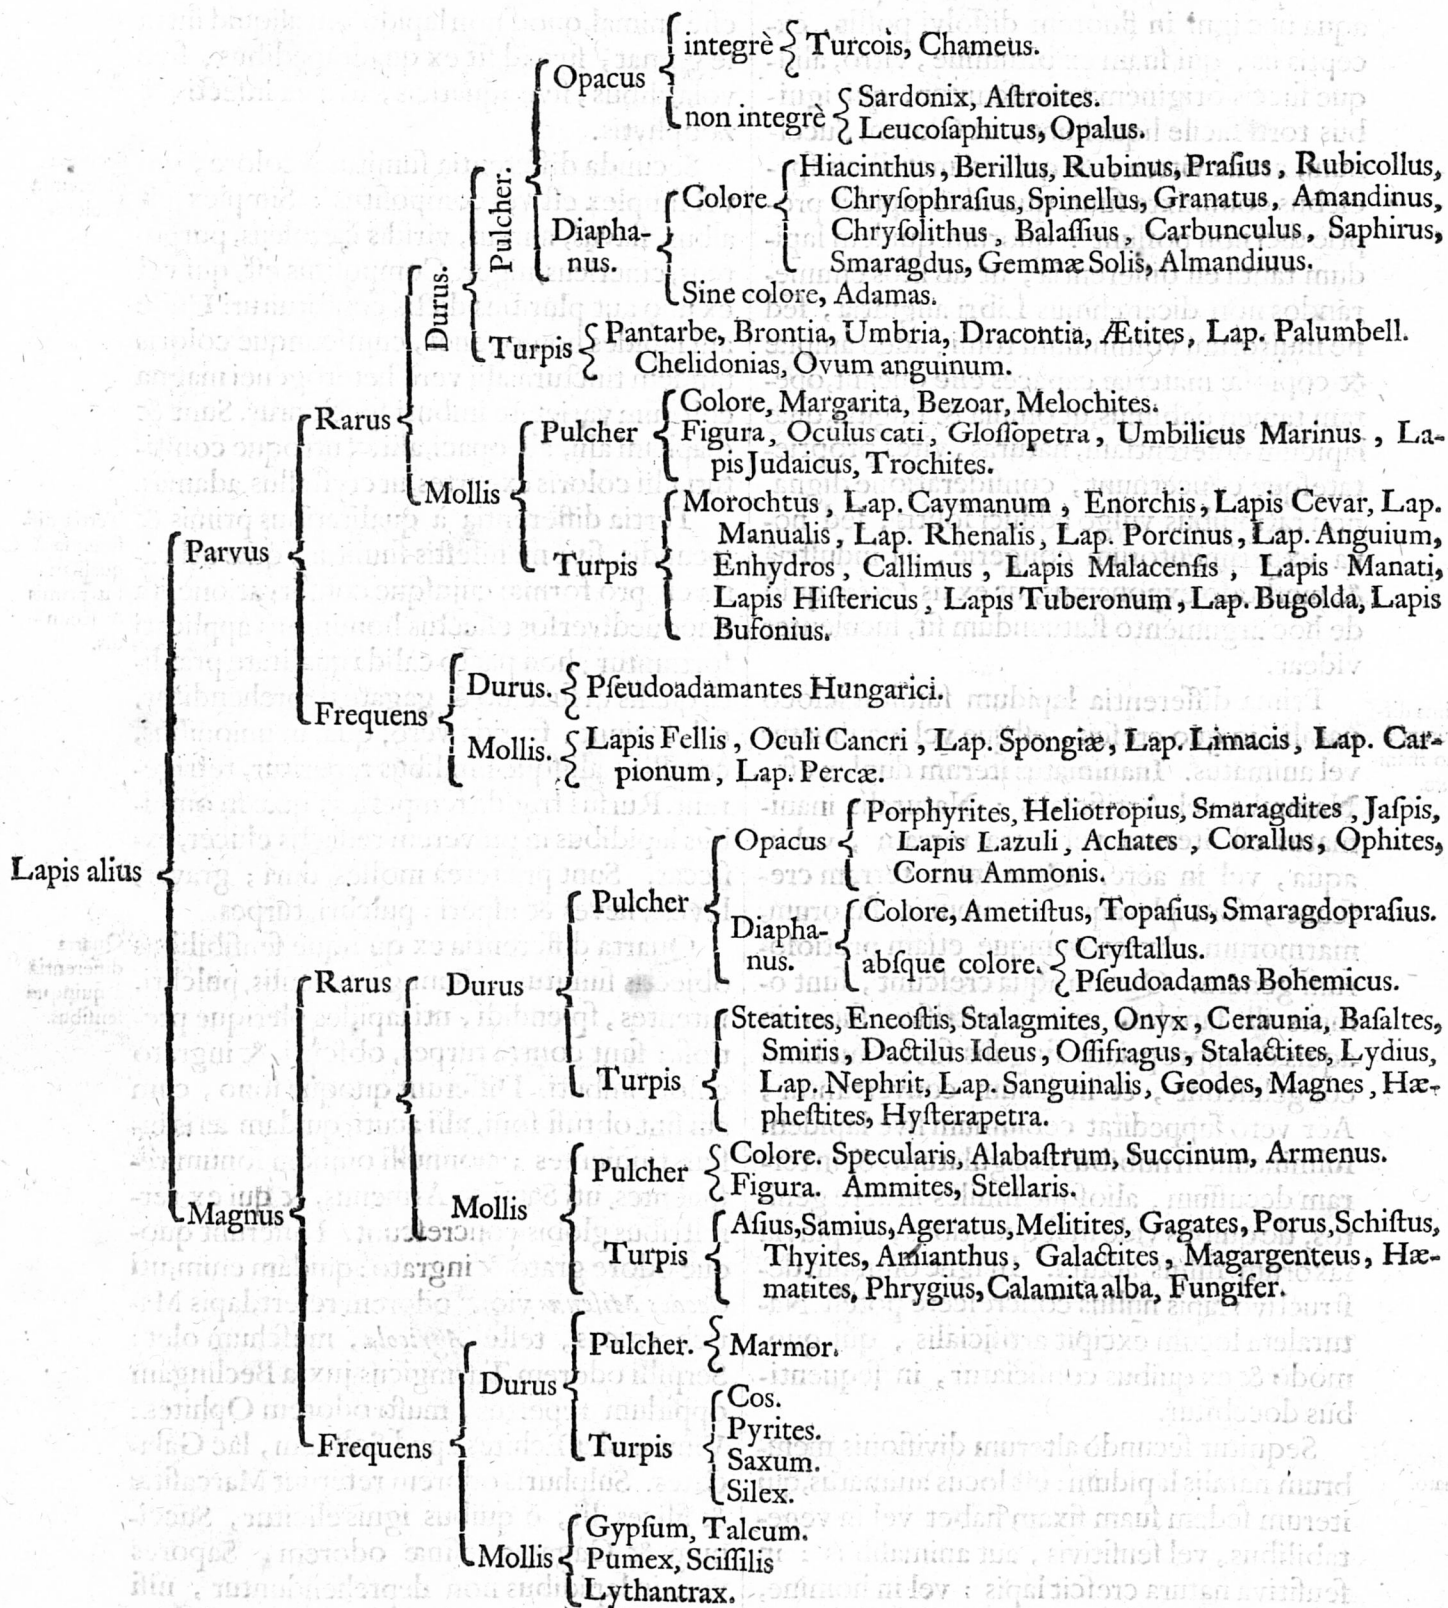 integrè Turcois, Chameus.
Opacus
non integrè Sardonix, Aſtroites.
Leucoſaphitus, Opalus.
Pulcher.
Diapha-
nus.
Colore Hiacinthus, Berillus, Rubinus, Praſius, Rubicollus,
Chryſophraſius, Spinellus, Granatus, Amandinus,
Chryſolithus, Balaſſius, Carbunculus, Saphirus,
Smaragdus, Gemmæ Solis, Almandiuus.
Sine colore, Adamas.
Durus.
Turpis Pantarbe, Brontia, Umbria, Dracontia, Ætites, Lap. Palumbell.
Chelidonias, Ovum anguinum.
Rarus
Pulcher Colore, Margarita, Bezoar, Melochites.
Figura, Oculus cati, Gloſſopetra, Umbilicus Marinus, La-
pis Judaicus, Trochites.
Mollis
Turpis Morochtus, Lap. Caymanum, Enorchis, Lapis Cevar, Lap.
Manualis, Lap. Rhenalis, Lap. Porcinus, Lap. Anguium,
Enhydros, Callimus, Lapis Malacenſis, Lapis Manati,
Lapis Hiſtericus, Lapis Tuberonum, Lap. Bugolda, Lapis
Bufonius.
Parvus
Durus. Pſeudoadamantes Hungarici.
Frequens
Mollis. Lapis Fellis, Oculi Cancri, Lap. Spongiæ, Lap. Limacis, Lap. Car-
pionum, Lap. Percæ.
Lapis alius
Opacus Porphyrites, Heliotropius, Smaragdites, Jaſpis,
Lapis Lazuli, Achates, Corallus, Ophites,
Cornu Ammonis.
Pulcher
Diapha-
nus.
Colore, Ametiſtus, Topaſius, Smaragdopraſius.
abſque colore. Cryſtallus.
Pſeudoadamas Bohemicus.
Rarus
Durus
Turpis Steatites, Eneoſtis, Stalagmites, Onyx, Ceraunia, Baſaltes,
Smiris, Dactilus Ideus, Oſſifragus, Stalactites, Lydius,
Lap. Nephrit, Lap. Sanguinalis, Geodes, Magnes, Hæ-
pheſtites, Hyſterapetra.
Pulcher Colore. Specularis, Alabaſtrum, Succinum, Armenus.
Figura. Ammites, Stellaris.
Mollis
Magnus
Turpis Aſius, Samius, Ageratus, Melitites, Gagates, Porus, Schiſtus,
Thyites, Amianthus, Galactites, Magargenteus, Hæ-
matites, Phrygius, Calamita alba, Fungifer.
Pulcher. Marmor.
Durus
Turpis Cos.
Pyrites.
Saxum.
Silex.
Frequens
Mollis Gypſum, Talcum.
Pumex, Sciſſilis
Lythantrax.